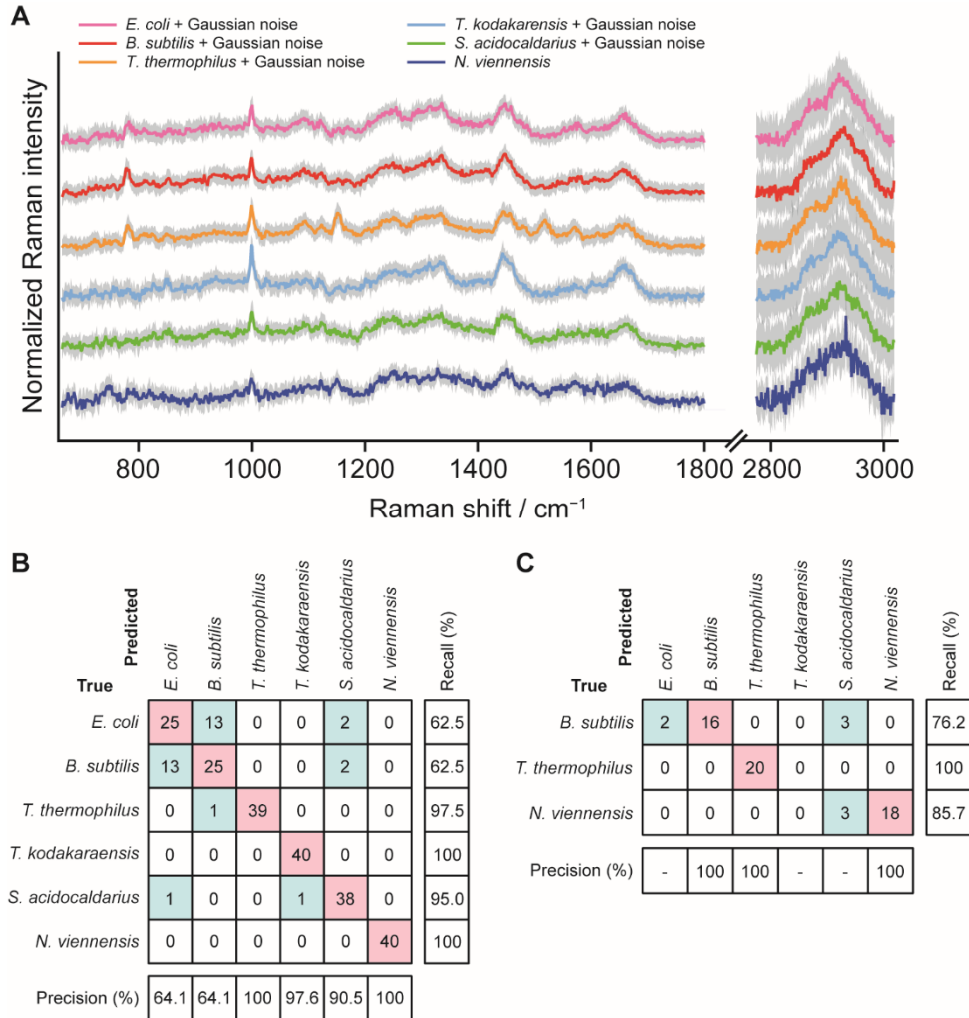 A
E. coli + Gaussian noise
B. subtilis + Gaussian noise
T. thermophilus + Gaussian noise
T. kodakarensis + Gaussian noise
S. acidocaldarius + Gaussian noise
N. viennensis
Normalized Raman intensity
800 1000 1200 1400 1600 1800 2800 3000
Raman shift / cm⁻¹
B
Predicted
True
E. coli B. subtilis T. thermophilus T. kodakaraensis S. acidocaldarius N. viennensis Recall (%)
E. coli 25 13 0 0 2 0 62.5
B. subtilis 13 25 0 0 2 0 62.5
T. thermophilus 0 1 39 0 0 0 97.5
T. kodakaraensis 0 0 0 40 0 0 100
S. acidocaldarius 1 0 0 1 38 0 95.0
N. viennensis 0 0 0 0 0 40 100
Precision (%) 64.1 64.1 100 97.6 90.5 100
C
Predicted
True
E. coli B. subtilis T. thermophilus T. kodakaraensis S. acidocaldarius N. viennensis Recall (%)
B. subtilis 2 16 0 0 3 0 76.2
T. thermophilus 0 0 20 0 0 0 100
N. viennensis 0 0 0 0 3 18 85.7
Precision (%) - 100 100 - - 100